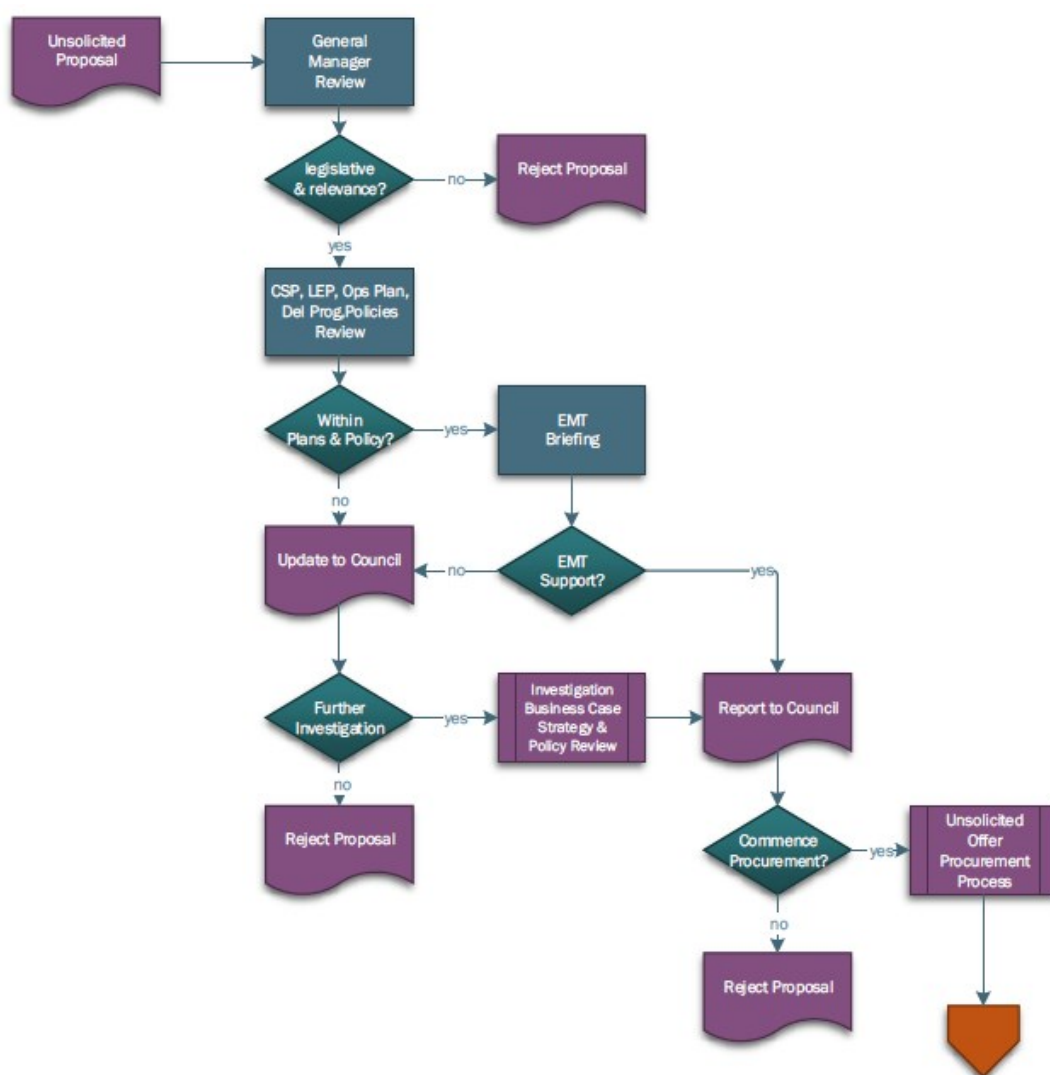 Unsolicited
Proposal
General
Manager
Review
legislative
& relevance?
no
Reject Proposal
yes
CSP, LEP, Ops Plan,
Del Prog,Policies
Review
Within
Plans & Policy?
yes
EMT
Briefing
no
Update to Council
no
EMT
Support?
yes
Further
Investigation
yes
Investigation
Business Case
Strategy &
Policy Review
Report to Council
no
Reject Proposal
Commence
Procurement?
yes
Unsolicited
Offer
Procurement
Process
no
Reject Proposal